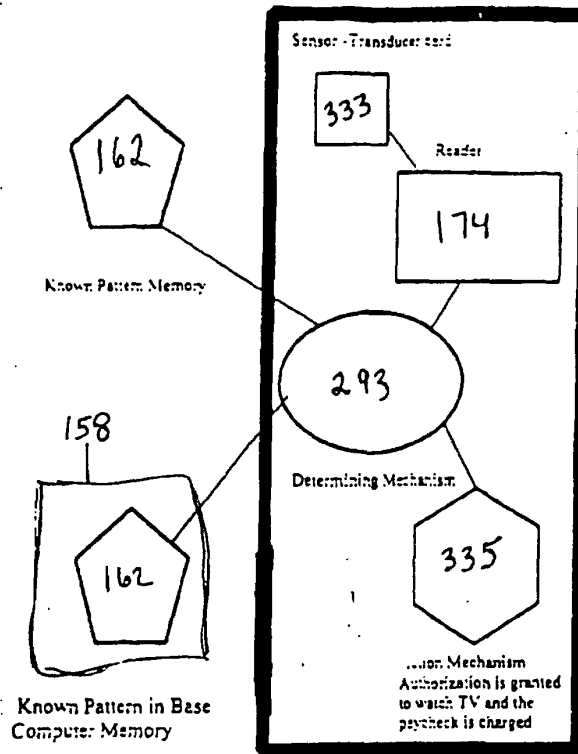 Sensor - Transducer card
333
Reader
162
174
Known Pattern Memory
293
158
Determining Mechanism
162
335
Mechanism
Authorization is granted
to watch TV and the
paycheck is charged
Known Pattern in Base
Computer Memory